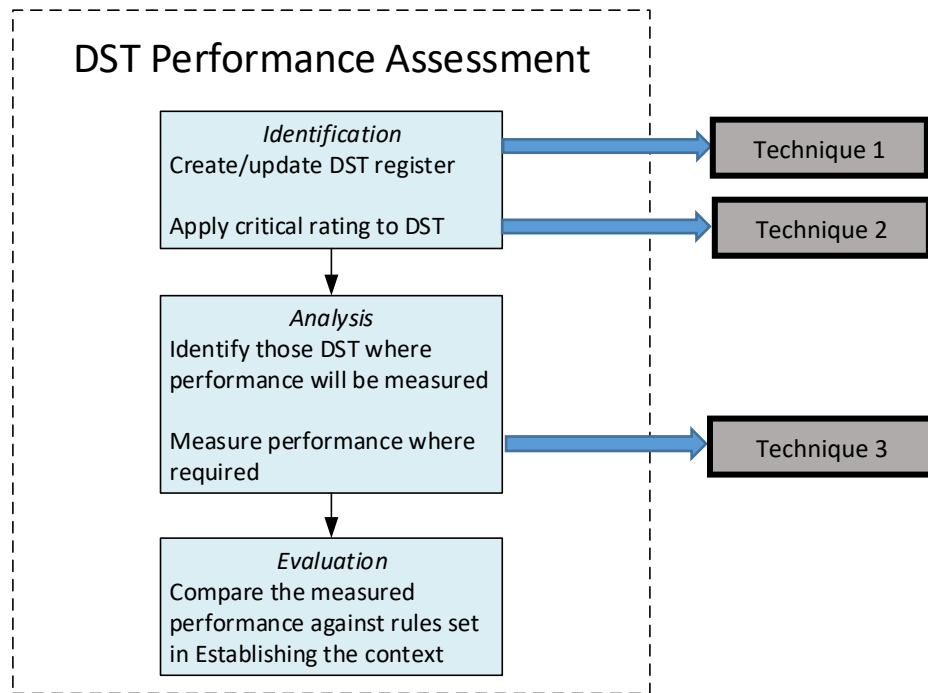 DST Performance Assessment
Identification
Create/update DST register
Technique 1
Apply critical rating to DST
Technique 2
Analysis
Identify those DST where
performance will be measured
Measure performance where
required
Technique 3
Evaluation
Compare the measured
performance against rules set
in Establishing the context